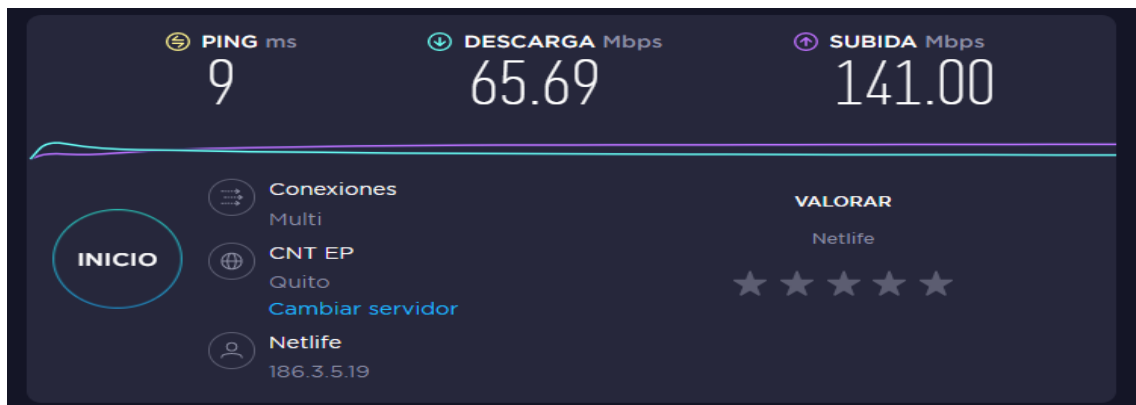 PING ms
9
DESCARGA Mbps
65.69
SUBIDA Mbps
141.00
INICIO
Conexiones
Multi
CNT EP
Quito
Cambiar servidor
Netlife
186.3.5.19
VALORAR
Netlife